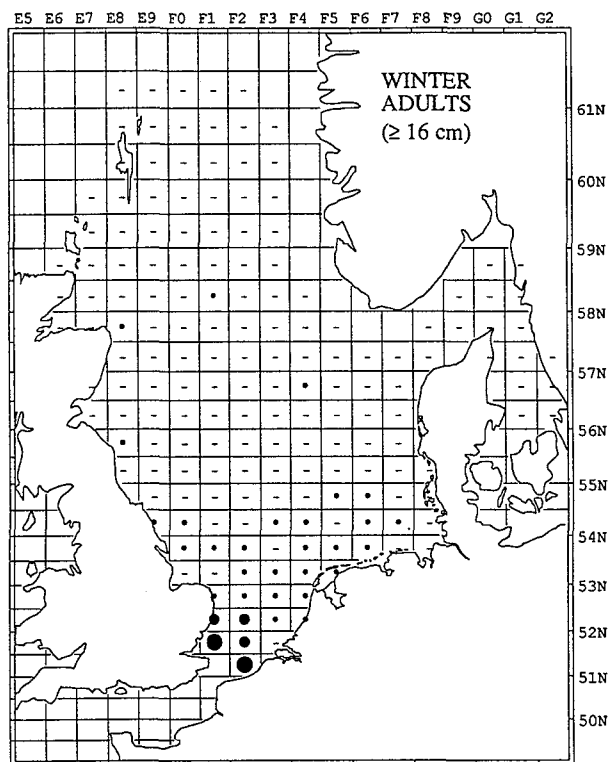 E5 E6 E7 E8 E9 F0 F1 F2 F3 F4 F5 F6 F7 F8 F9 G0 G1 G2
WINTER
ADULTS
(≥ 16 cm)
61N
60N
59N
58N
57N
56N
55N
54N
53N
52N
51N
50N